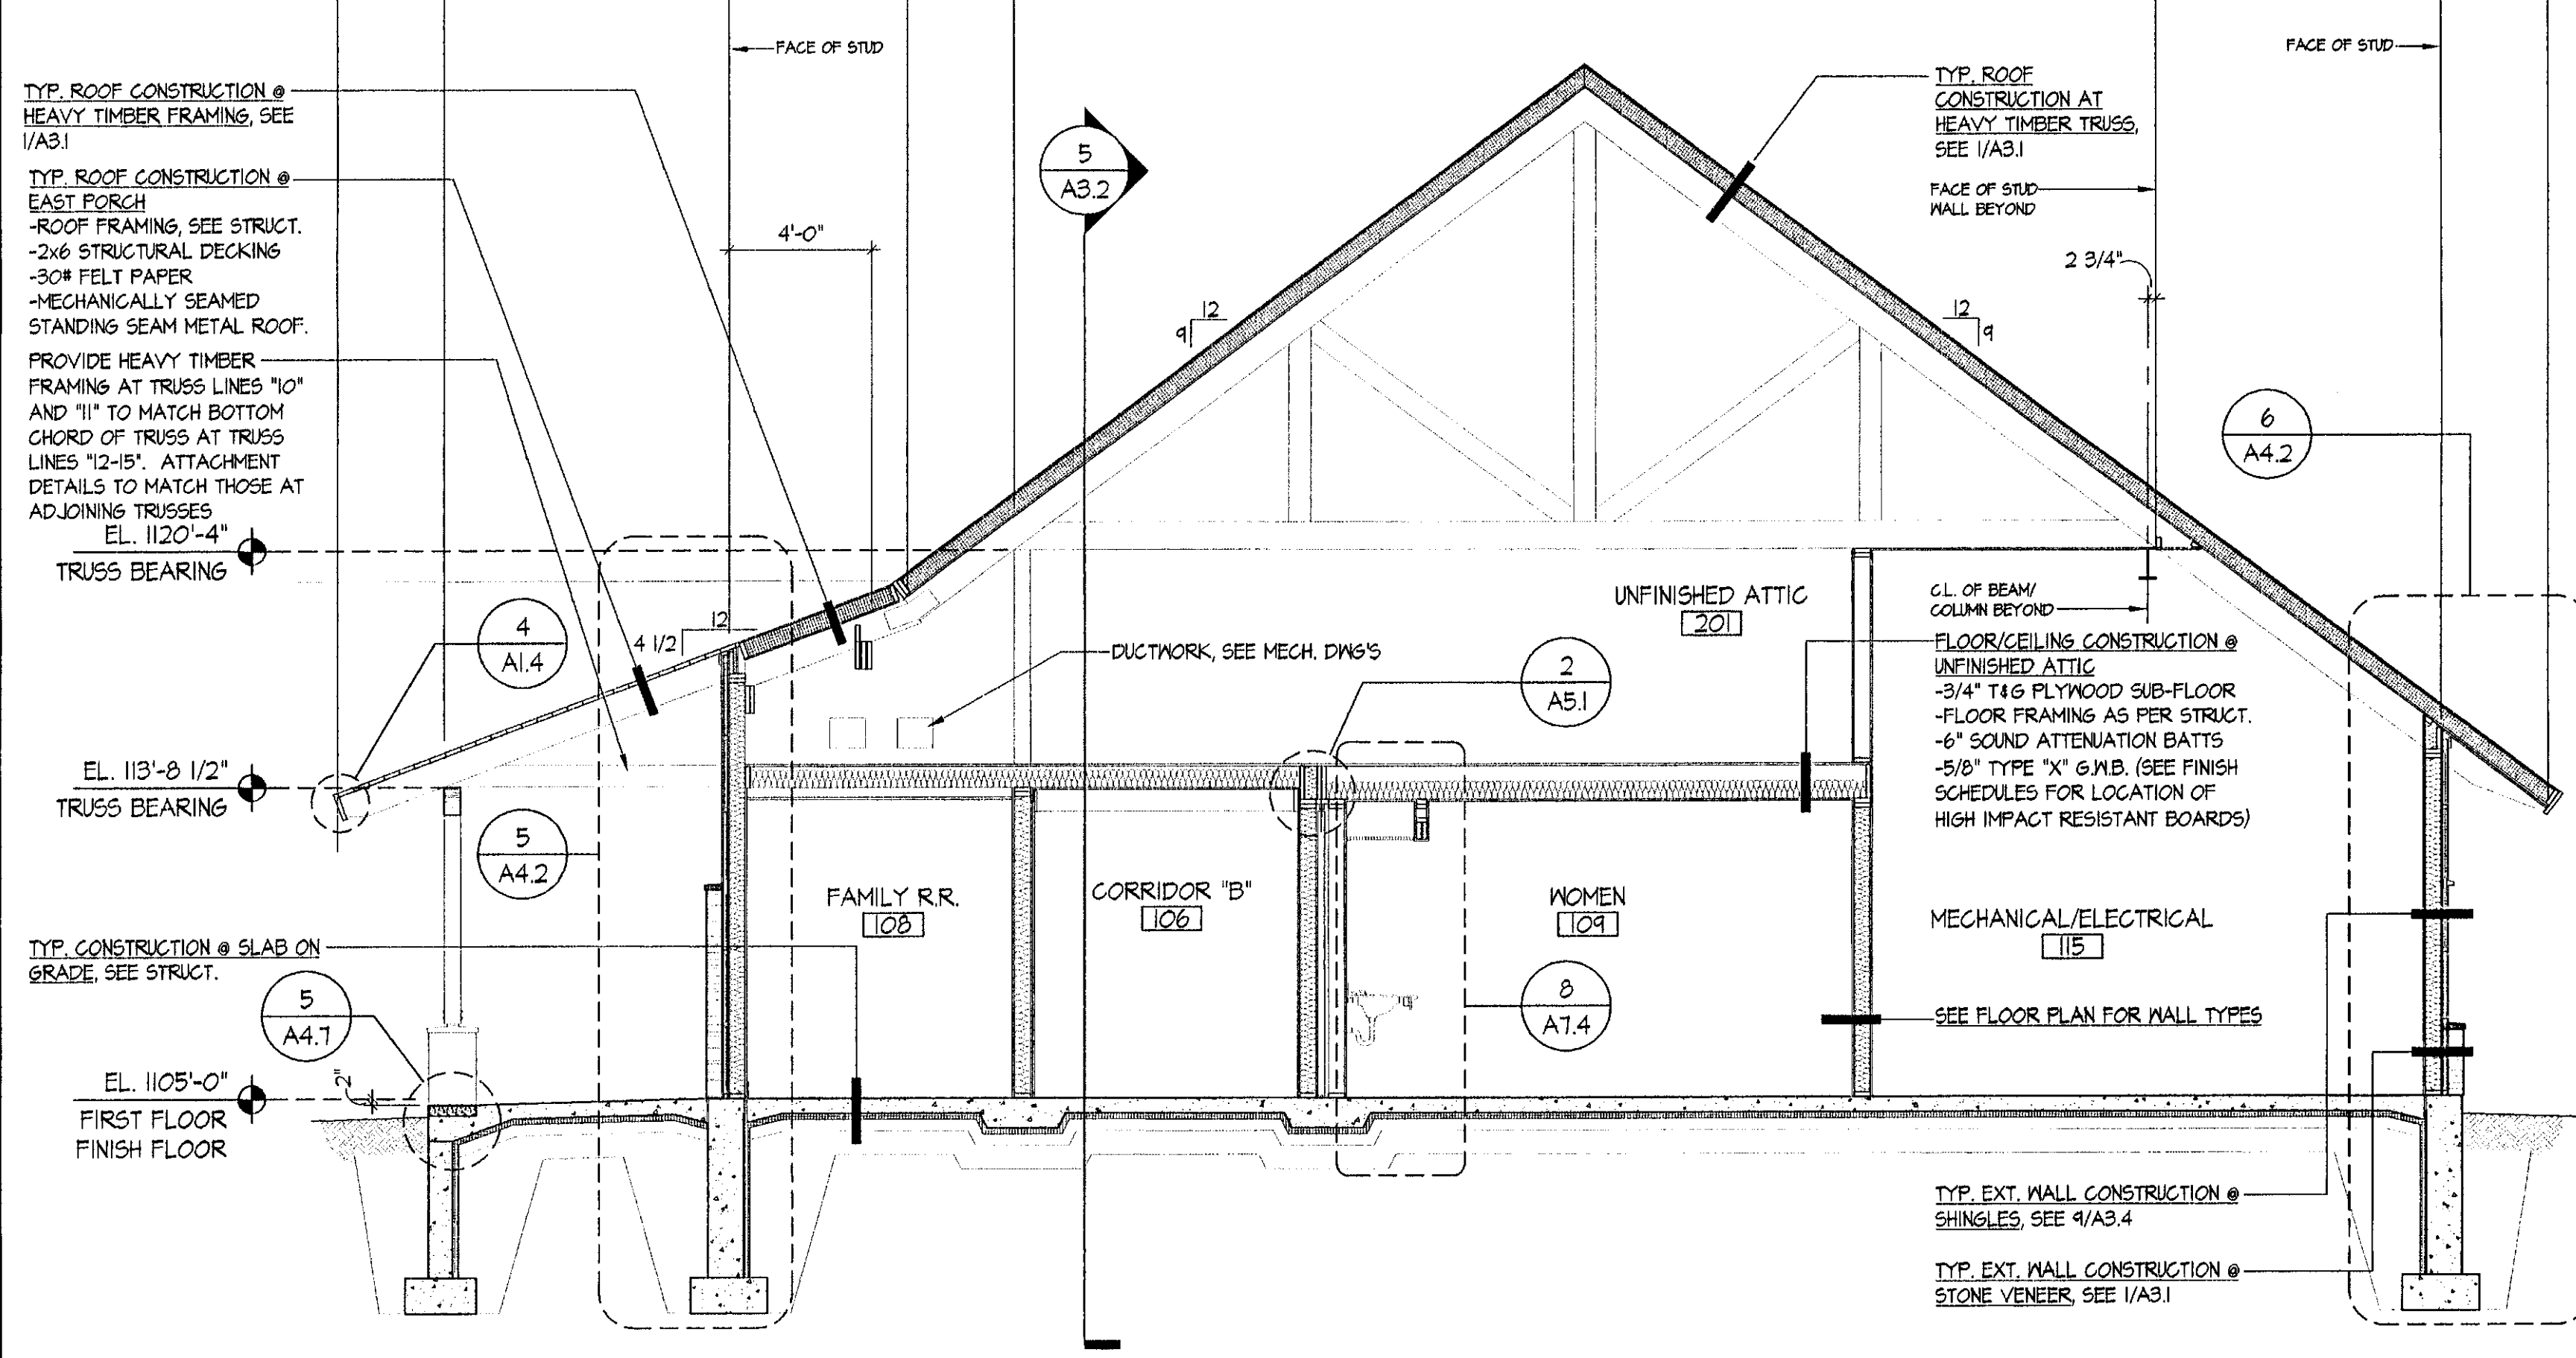 FACE OF STUD
FACE OF STUD
TYP. ROOF CONSTRUCTION @
HEAVY TIMBER FRAMING, SEE
1/A3.1
TYP. ROOF CONSTRUCTION @
EAST PORCH
-ROOF FRAMING, SEE STRUCT.
-2x6 STRUCTURAL DECKING
-30# FELT PAPER
-MECHANICALLY SEAMED
STANDING SEAM METAL ROOF.
PROVIDE HEAVY TIMBER
FRAMING AT TRUSS LINES "10"
AND "11" TO MATCH BOTTOM
CHORD OF TRUSS AT TRUSS
LINES "12-15". ATTACHMENT
DETAILS TO MATCH THOSE AT
ADJOINING TRUSSES
EL. 1120'-4"
TRUSS BEARING
EL. 113'-8 1/2"
TRUSS BEARING
TYP. CONSTRUCTION @ SLAB ON
GRADE, SEE STRUCT.
EL. 1105'-0"
FIRST FLOOR
FINISH FLOOR
2"
4
A1.4
5
A4.2
5
A4.7
4'-0"
12
4 1/2
5
A3.2
12
9
12
9
DUCTWORK, SEE MECH. DWG'S
2
A5.1
UNFINISHED ATTIC
201
FAMILY R.R.
108
CORRIDOR "B"
106
WOMEN
109
8
A7.4
MECHANICAL/ELECTRICAL
115
TYP. ROOF
CONSTRUCTION AT
HEAVY TIMBER TRUSS,
SEE 1/A3.1
FACE OF STUD
WALL BEYOND
2 3/4"
6
A4.2
C.L. OF BEAM/
COLUMN BEYOND
FLOOR/CEILING CONSTRUCTION @
UNFINISHED ATTIC
-3/4" T&G PLYWOOD SUB-FLOOR
-FLOOR FRAMING AS PER STRUCT.
-6" SOUND ATTENUATION BATTS
-5/8" TYPE "X" G.W.B. (SEE FINISH
SCHEDULES FOR LOCATION OF
HIGH IMPACT RESISTANT BOARDS)
SEE FLOOR PLAN FOR WALL TYPES
TYP. EXT. WALL CONSTRUCTION @
SHINGLES, SEE 9/A3.4
TYP. EXT. WALL CONSTRUCTION @
STONE VENEER, SEE 1/A3.1